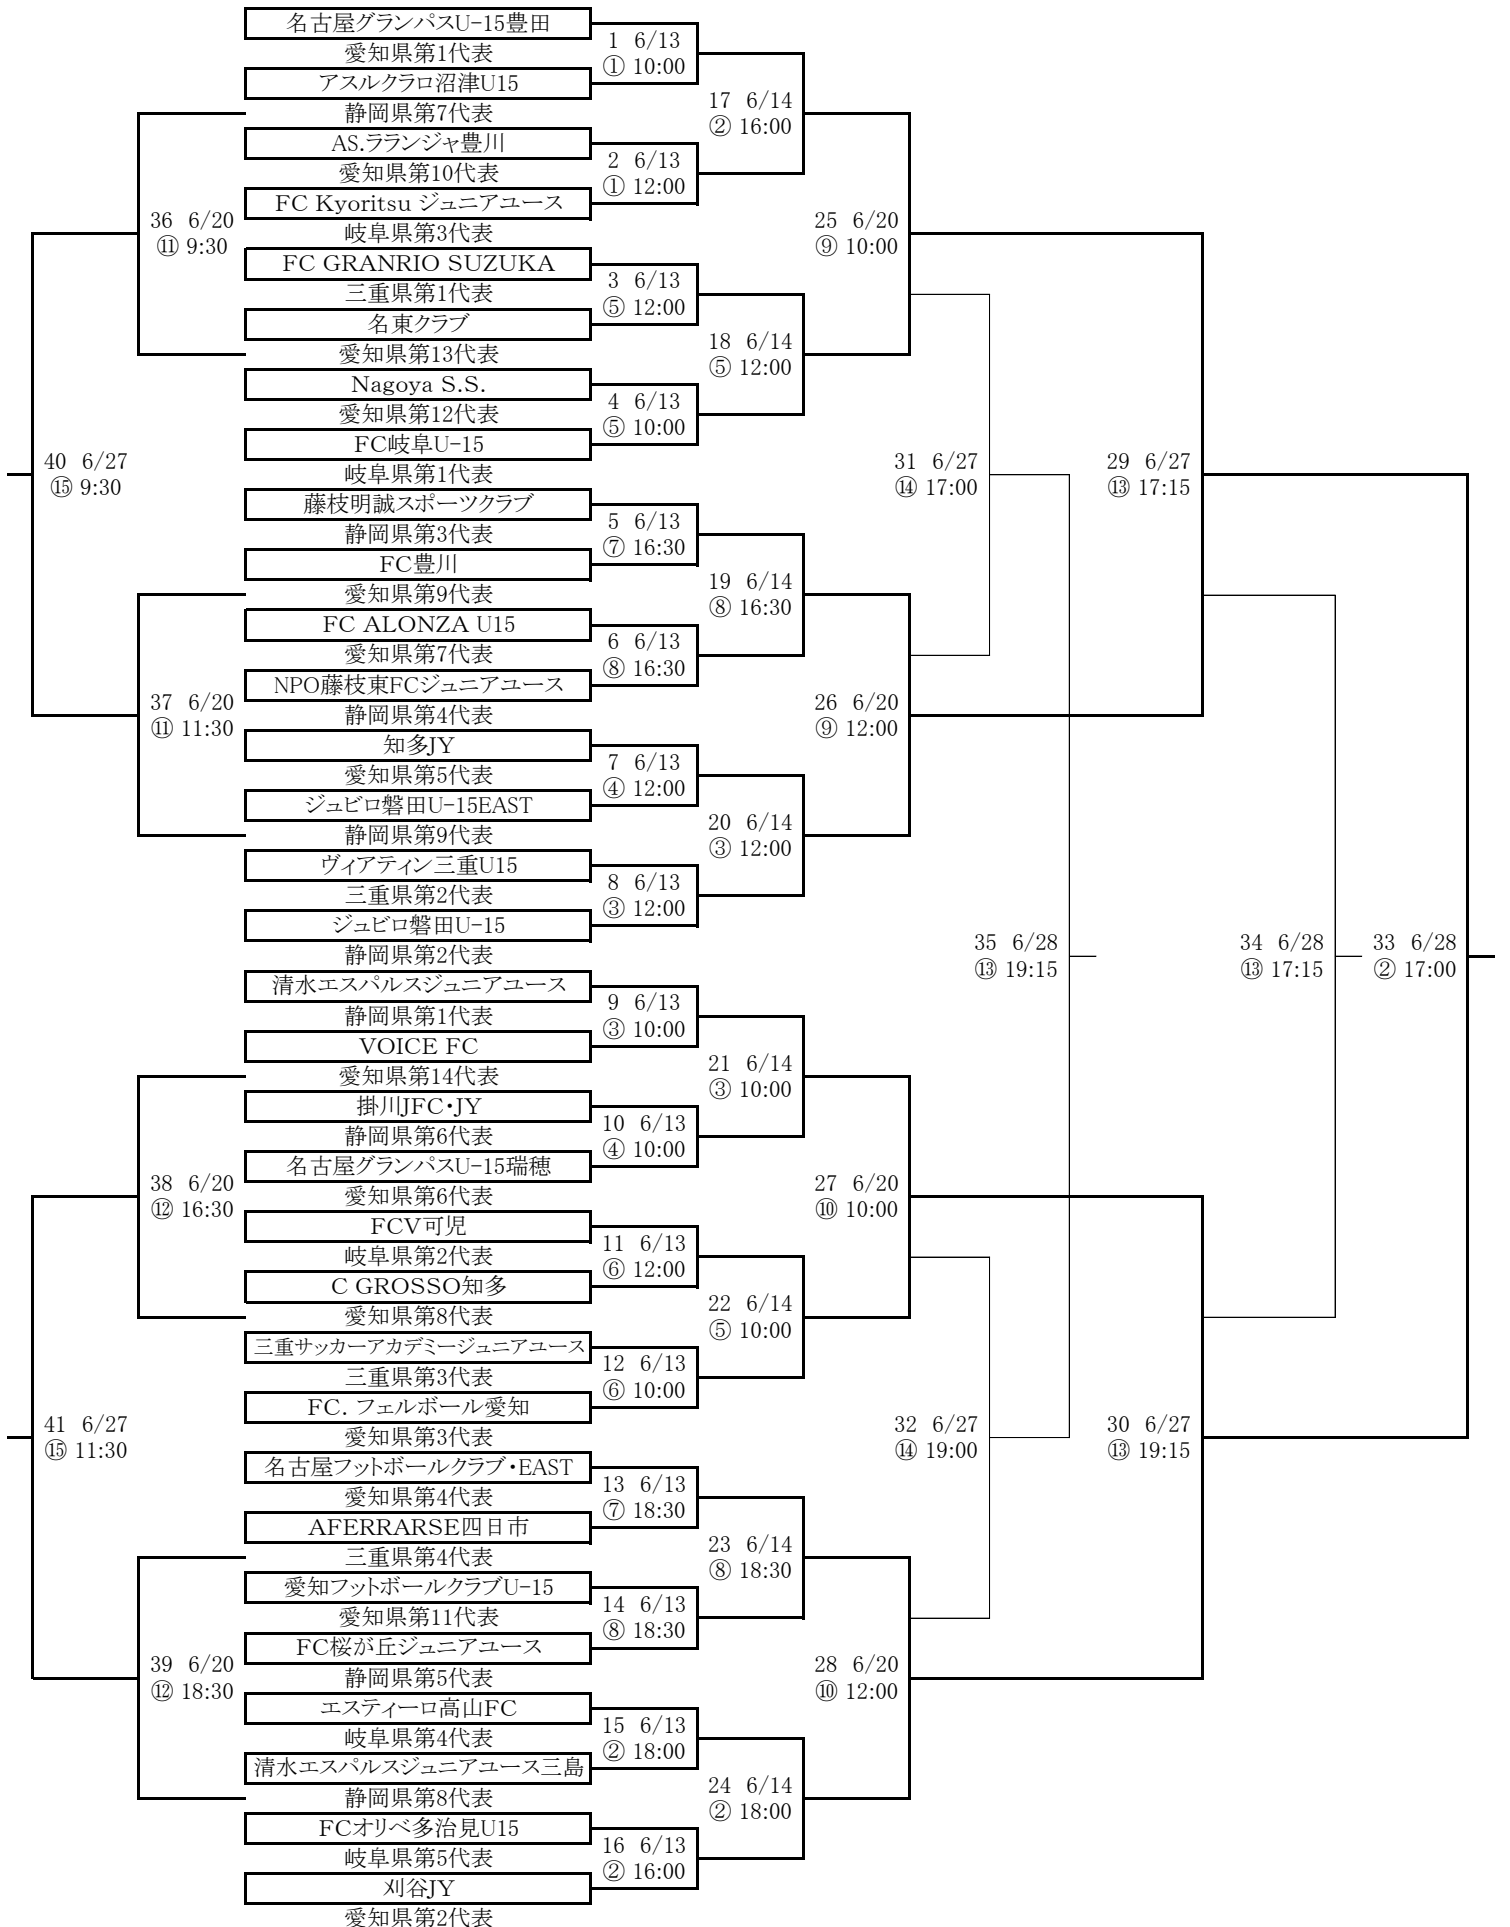 名古屋グランパスU-15豊田
愛知県第1代表
アスルクラロ沼津U15
静岡県第7代表
AS.ラランジャ豊川
愛知県第10代表
FC Kyoritsu ジュニアユース
岐阜県第3代表
FC GRANRIO SUZUKA
三重県第1代表
名東クラブ
愛知県第13代表
Nagoya S.S.
愛知県第12代表
FC岐阜U-15
岐阜県第1代表
藤枝明誠スポーツクラブ
静岡県第3代表
FC豊川
愛知県第9代表
FC ALONZA U15
愛知県第7代表
NPO藤枝東FCジュニアユース
静岡県第4代表
知多JY
愛知県第5代表
ジュビロ磐田U-15EAST
静岡県第9代表
ヴィアティン三重U15
三重県第2代表
ジュビロ磐田U-15
静岡県第2代表
清水エスパルスジュニアユース
静岡県第1代表
VOICE FC
愛知県第14代表
掛川JFC・JY
静岡県第6代表
名古屋グランパスU-15瑞穂
愛知県第6代表
FCV可児
岐阜県第2代表
C GROSSO知多
愛知県第8代表
三重サッカーアカデミージュニアユース
三重県第3代表
FC. フェルボール愛知
愛知県第3代表
名古屋フットボールクラブ・EAST
愛知県第4代表
AFERRARSE四日市
三重県第4代表
愛知フットボールクラブU-15
愛知県第11代表
FC桜が丘ジュニアユース
静岡県第5代表
エスティーロ高山FC
岐阜県第4代表
清水エスパルスジュニアユース三島
静岡県第8代表
FCオリベ多治見U15
岐阜県第5代表
刈谷JY
愛知県第2代表
1 6/13
① 10:00
2 6/13
① 12:00
3 6/13
⑤ 12:00
4 6/13
⑤ 10:00
5 6/13
⑦ 16:30
6 6/13
⑧ 16:30
7 6/13
④ 12:00
8 6/13
③ 12:00
9 6/13
③ 10:00
10 6/13
④ 10:00
11 6/13
⑥ 12:00
12 6/13
⑥ 10:00
13 6/13
⑦ 18:30
14 6/13
⑧ 18:30
15 6/13
② 18:00
16 6/13
② 16:00
17 6/14
② 16:00
18 6/14
⑤ 12:00
19 6/14
⑧ 16:30
20 6/14
③ 12:00
21 6/14
③ 10:00
22 6/14
⑤ 10:00
23 6/14
⑧ 18:30
24 6/14
② 18:00
25 6/20
⑨ 10:00
26 6/20
⑨ 12:00
27 6/20
⑩ 10:00
28 6/20
⑩ 12:00
31 6/27
⑭ 17:00
32 6/27
⑭ 19:00
29 6/27
⑬ 17:15
30 6/27
⑬ 19:15
35 6/28
⑬ 19:15
34 6/28
⑬ 17:15
33 6/28
② 17:00
36 6/20
⑪ 9:30
37 6/20
⑪ 11:30
38 6/20
⑫ 16:30
39 6/20
⑫ 18:30
40 6/27
⑮ 9:30
41 6/27
⑮ 11:30